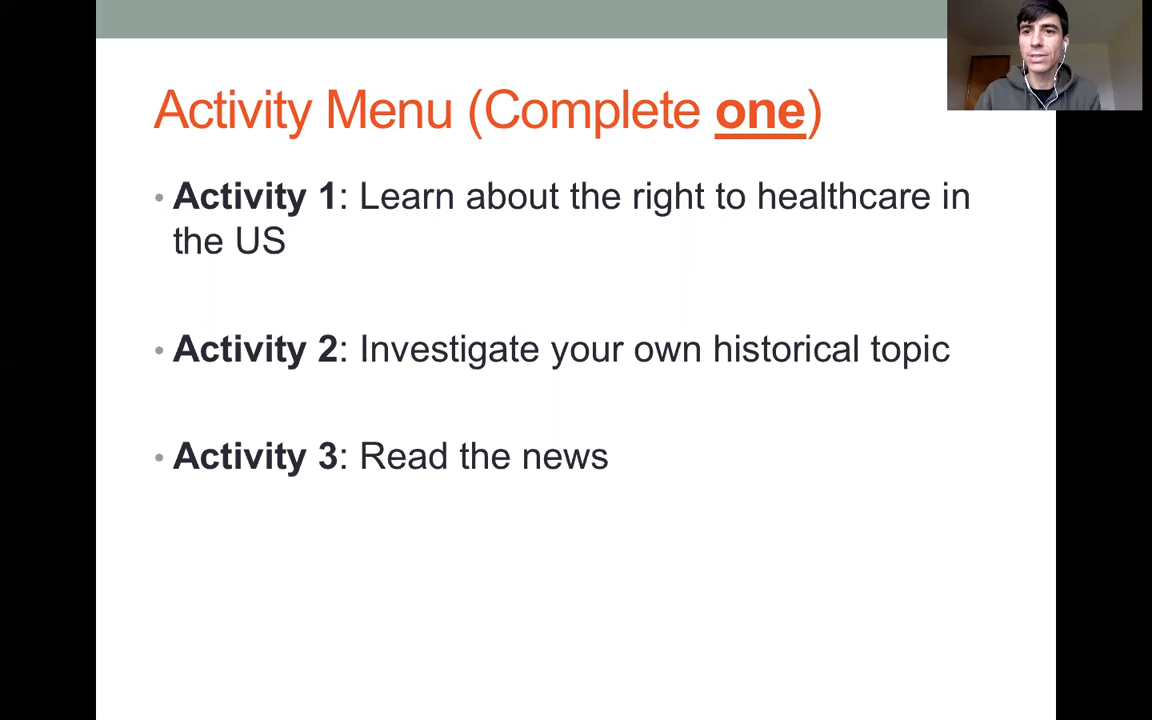 Activity Menu (Complete one)
• Activity 1: Learn about the right to healthcare in
the US
• Activity 2: Investigate your own historical topic
• Activity 3: Read the news